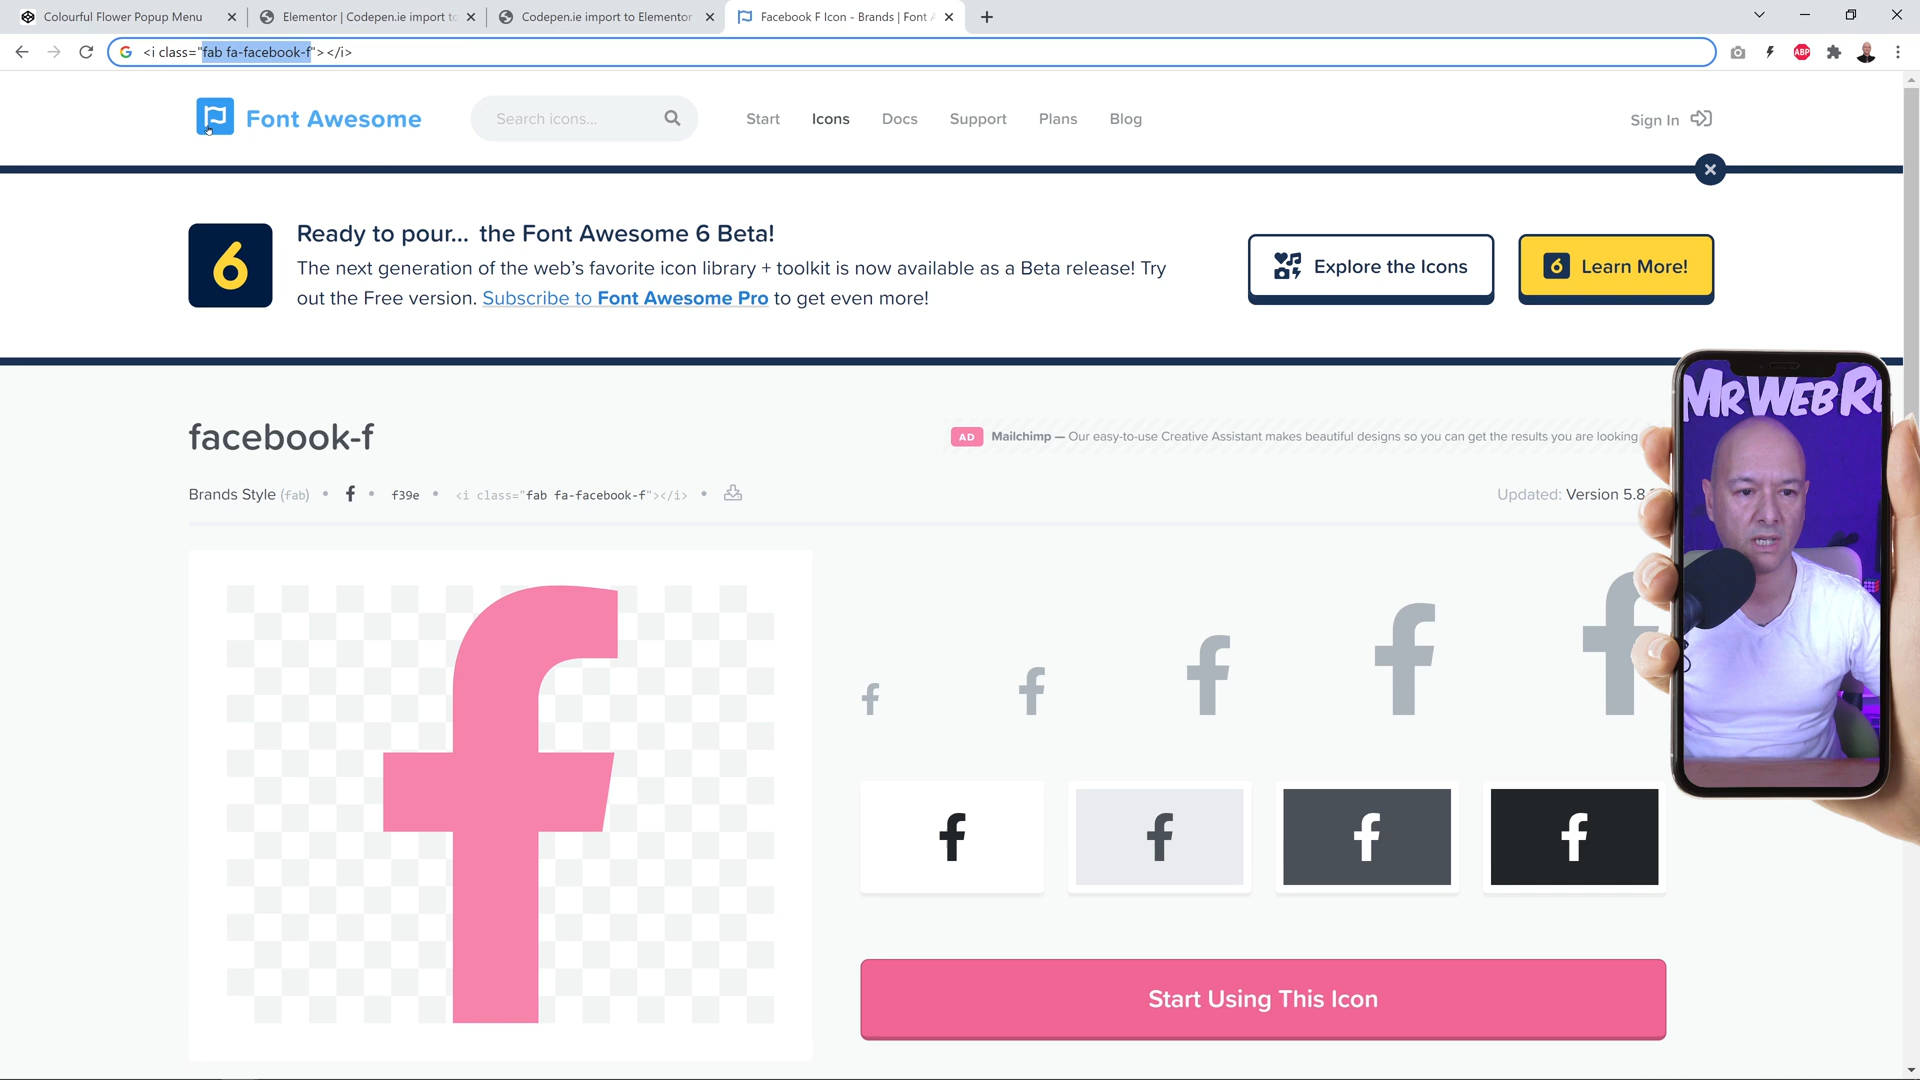 Colourful Flower Popup Menu
Elementor | Codepen.ie import to
Codepen.ie import to Elementor
Facebook F Icon - Brands | Font A
<i class="fab fa-facebook-f"></i>
ABP
Font Awesome
Search icons...
Start
Icons
Docs
Support
Plans
Blog
Sign In
6
Ready to pour... the Font Awesome 6 Beta!
The next generation of the web's favorite icon library + toolkit is now available as a Beta release! Try
out the Free version. Subscribe to Font Awesome Pro to get even more!
Explore the Icons
6 Learn More!
MrWebR
facebook-f
AD Mailchimp — Our easy-to-use Creative Assistant makes beautiful designs so you can get the results you are looking
Brands Style (fab)
f39e
<i class="fab fa-facebook-f"></i>
Updated: Version 5.8
Start Using This Icon